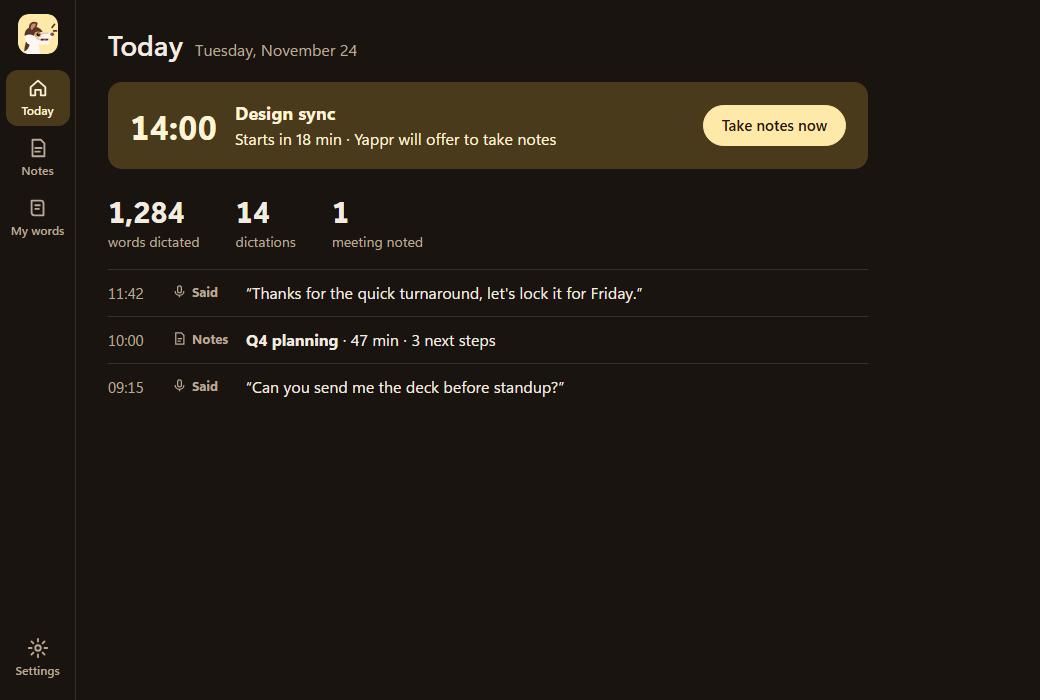 Today
Notes
My words
Settings
Today Tuesday, November 24
14:00
Design sync
Starts in 18 min · Yappr will offer to take notes
Take notes now
1,284 14 1
words dictated dictations meeting noted
11:42 Said “Thanks for the quick turnaround, let's lock it for Friday.”
10:00 Notes Q4 planning · 47 min · 3 next steps
09:15 Said “Can you send me the deck before standup?”